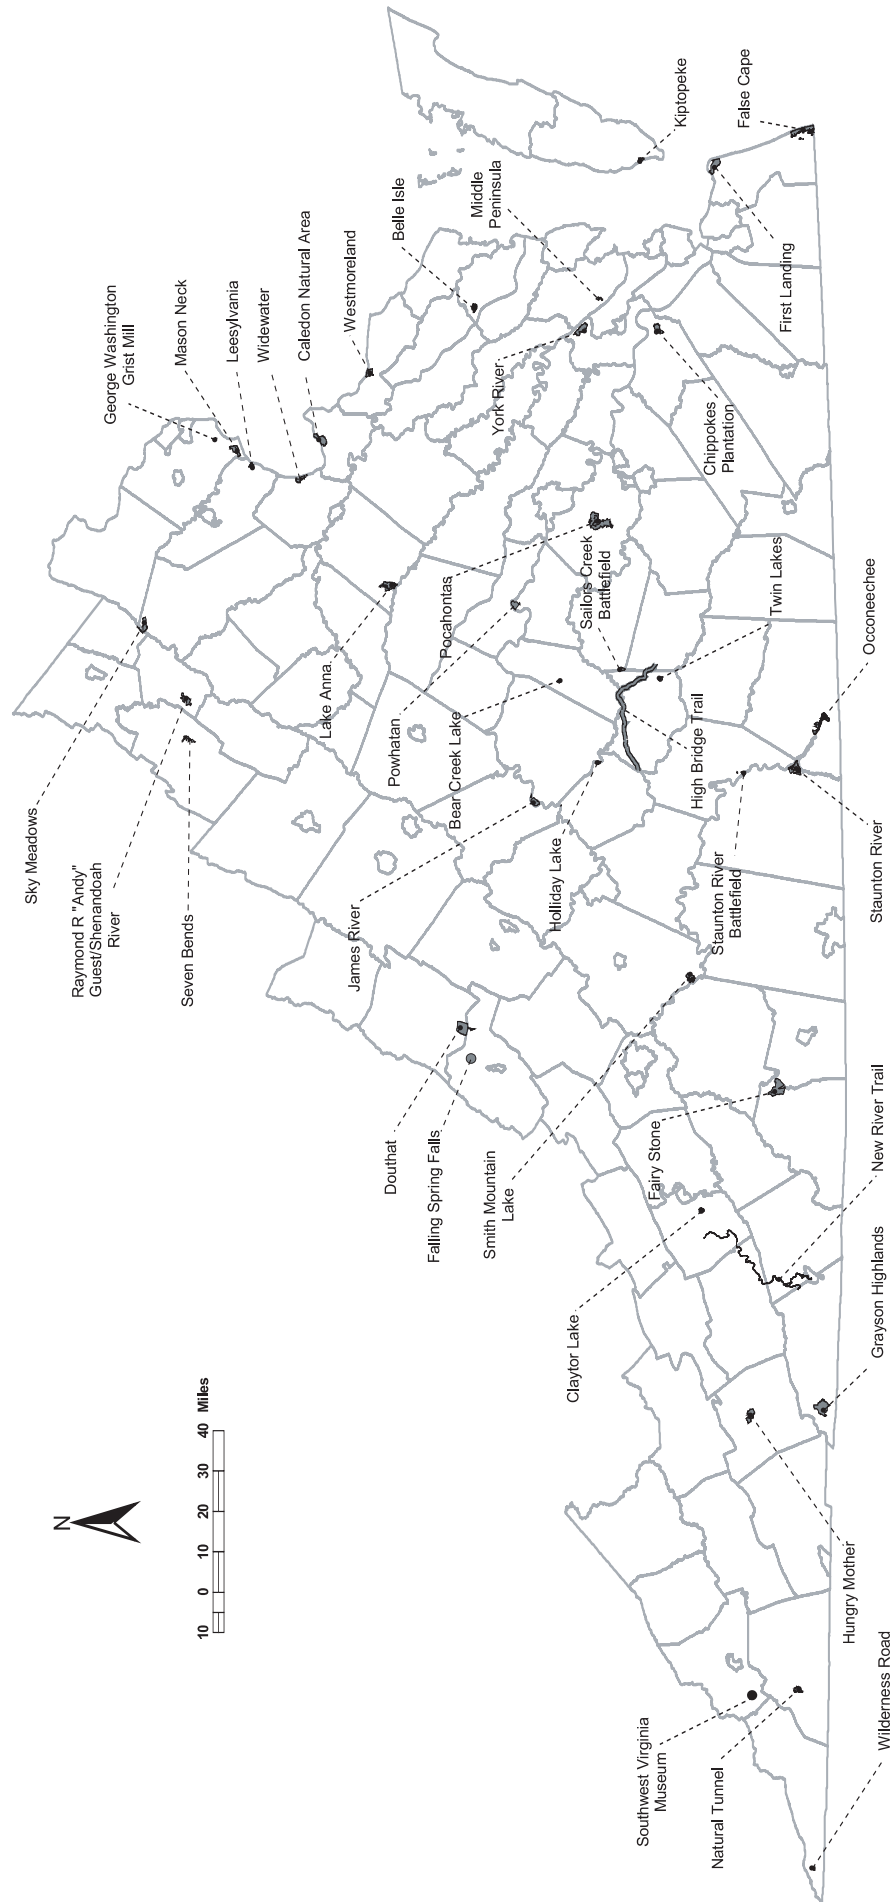 N
10 0 10 20 30 40 Miles
Sky Meadows
Raymond R "Andy"
Guest/Shenandoah
River
Seven Bends
George Washington
Grist Mill
Mason Neck
Leesylvania
Widewater
Caledon Natural Area
Westmoreland
Belle Isle
Middle
Peninsula
Kiptopeke
False Cape
First Landing
York River
Chippokes
Plantation
Lake Anna
Pocahontas
Powhatan
Bear Creek Lake
Sailors Creek
Battlefield
Twin Lakes
High Bridge Trail
Occoneechee
James River
Holliday Lake
Staunton River
Battlefield
Staunton River
Douthat
Falling Spring Falls
Smith Mountain
Lake
Fairy Stone
New River Trail
Claytor Lake
Grayson Highlands
Hungry Mother
Southwest Virginia
Museum
Natural Tunnel
Wilderness Road